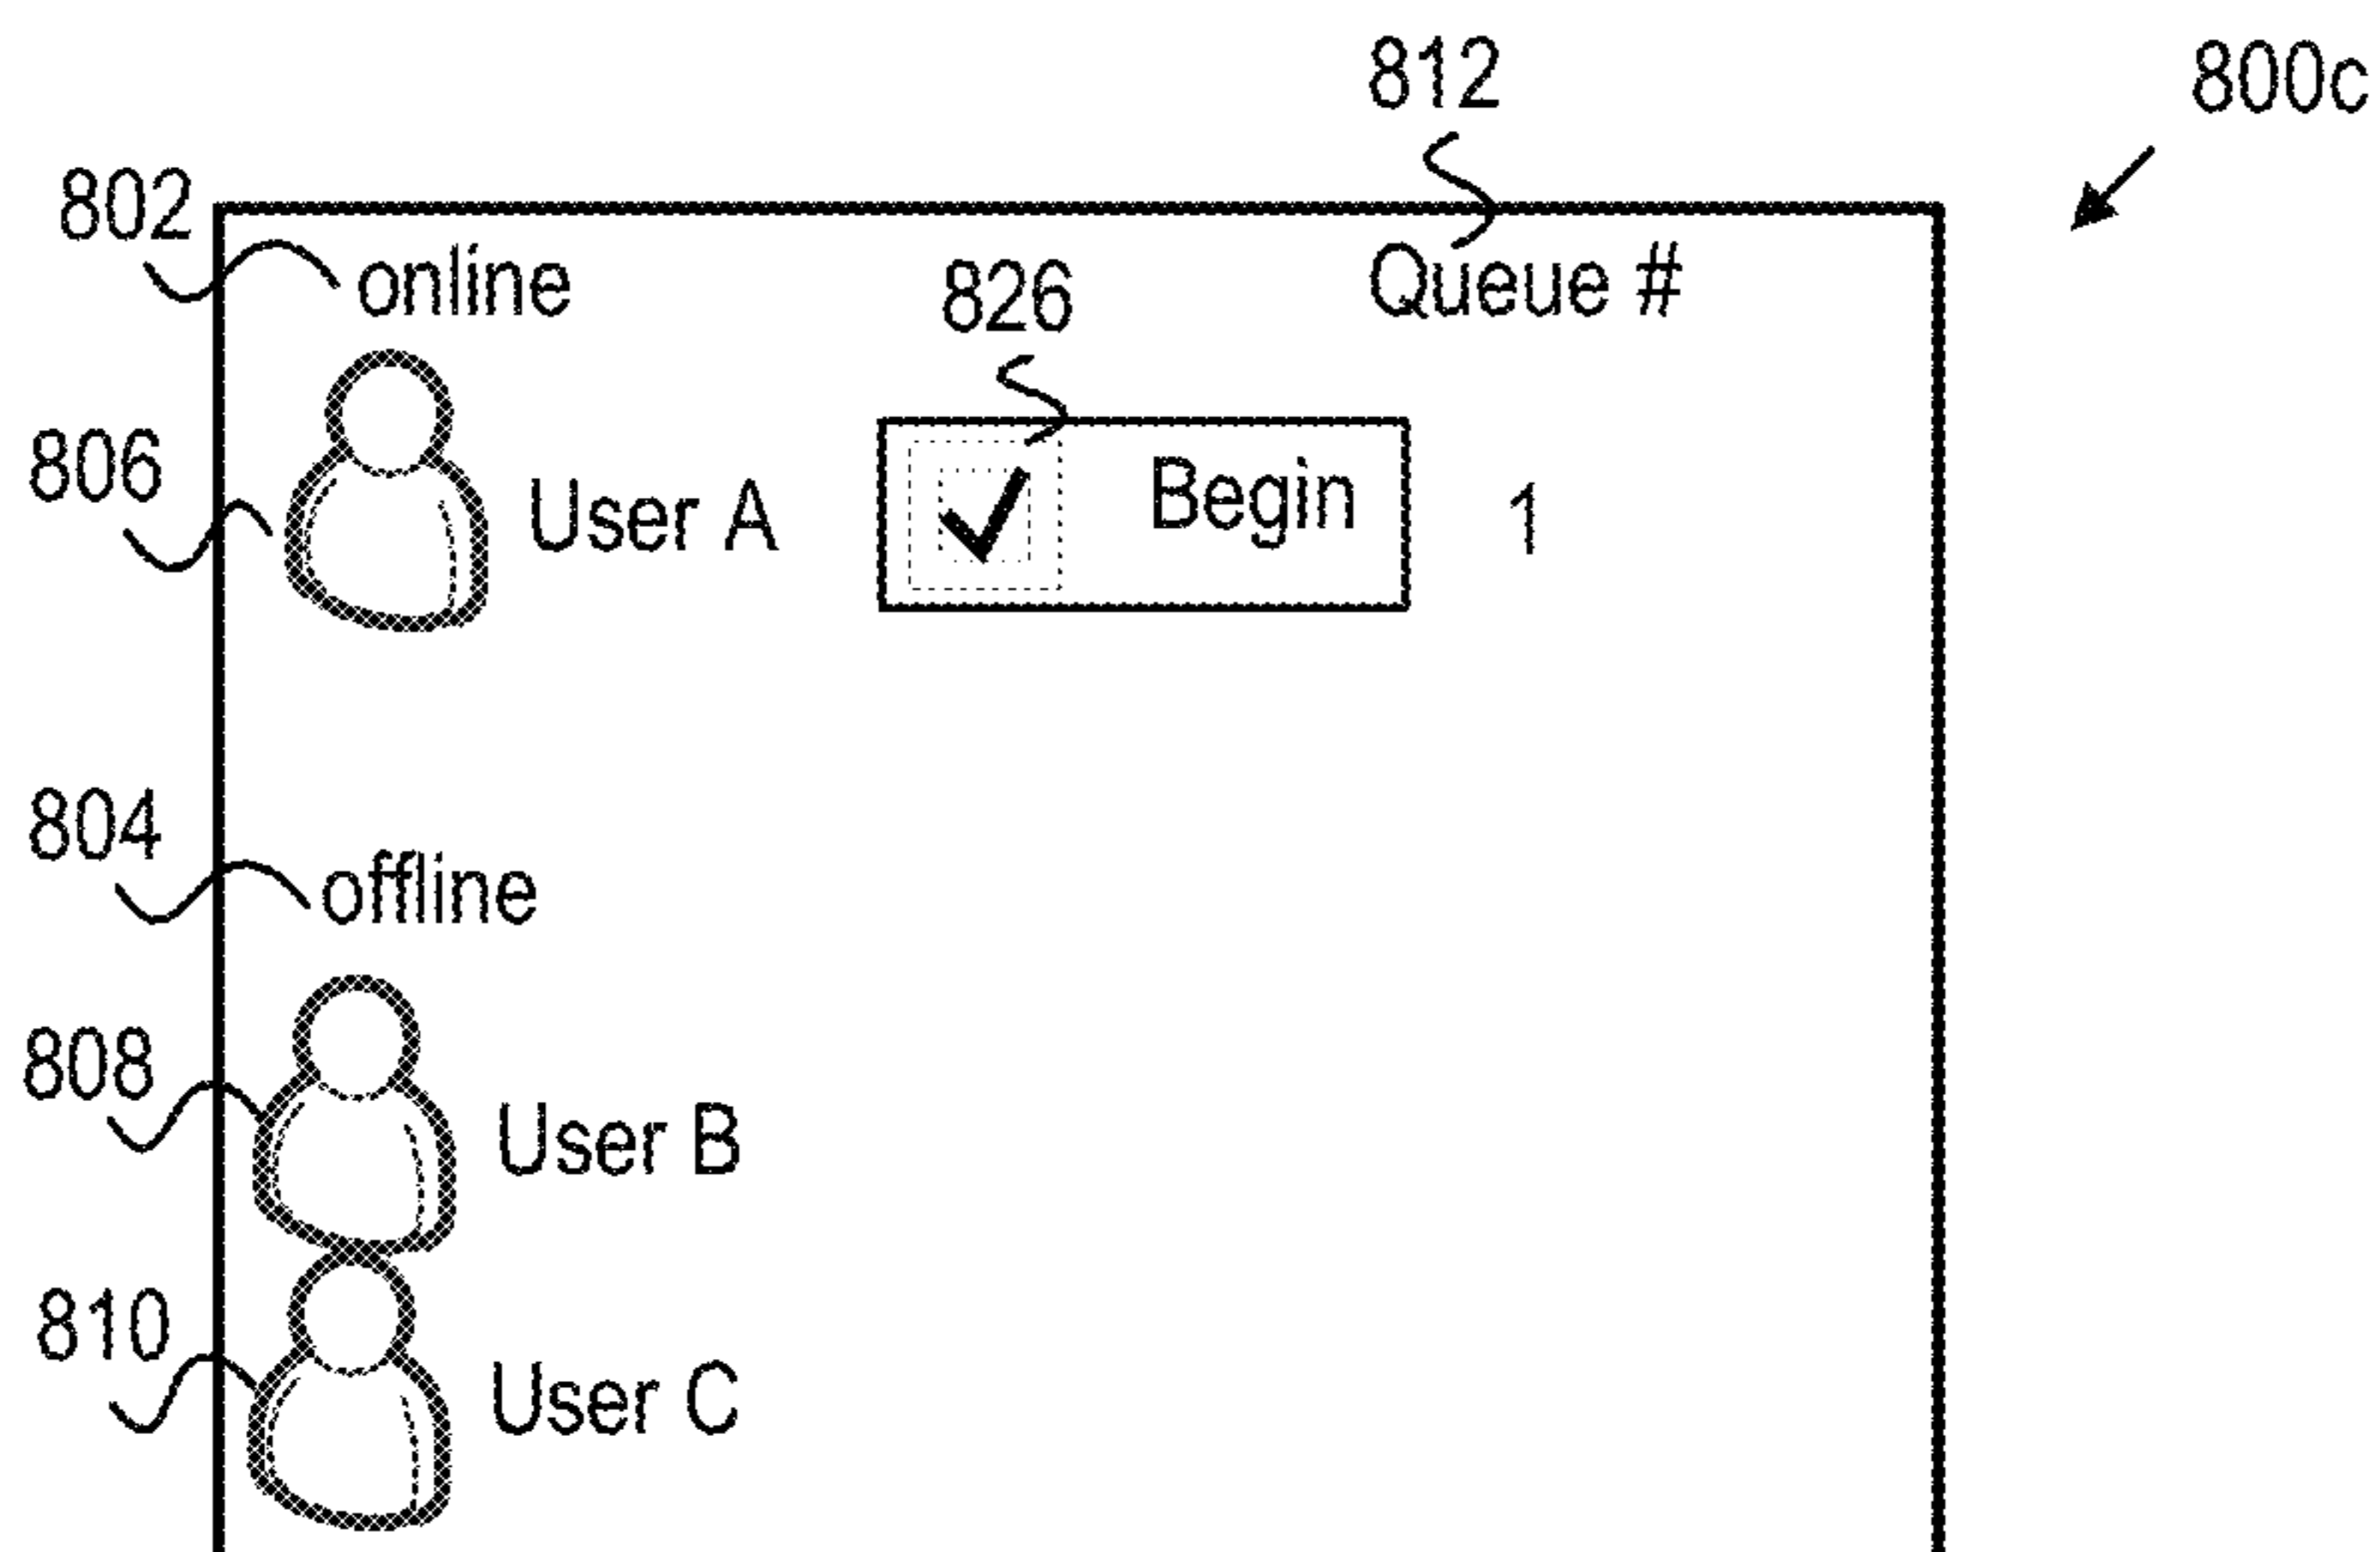 812
800c
802
online
826
Queue #
806
User A
Begin
1
804
offline
808
User B
810
User C